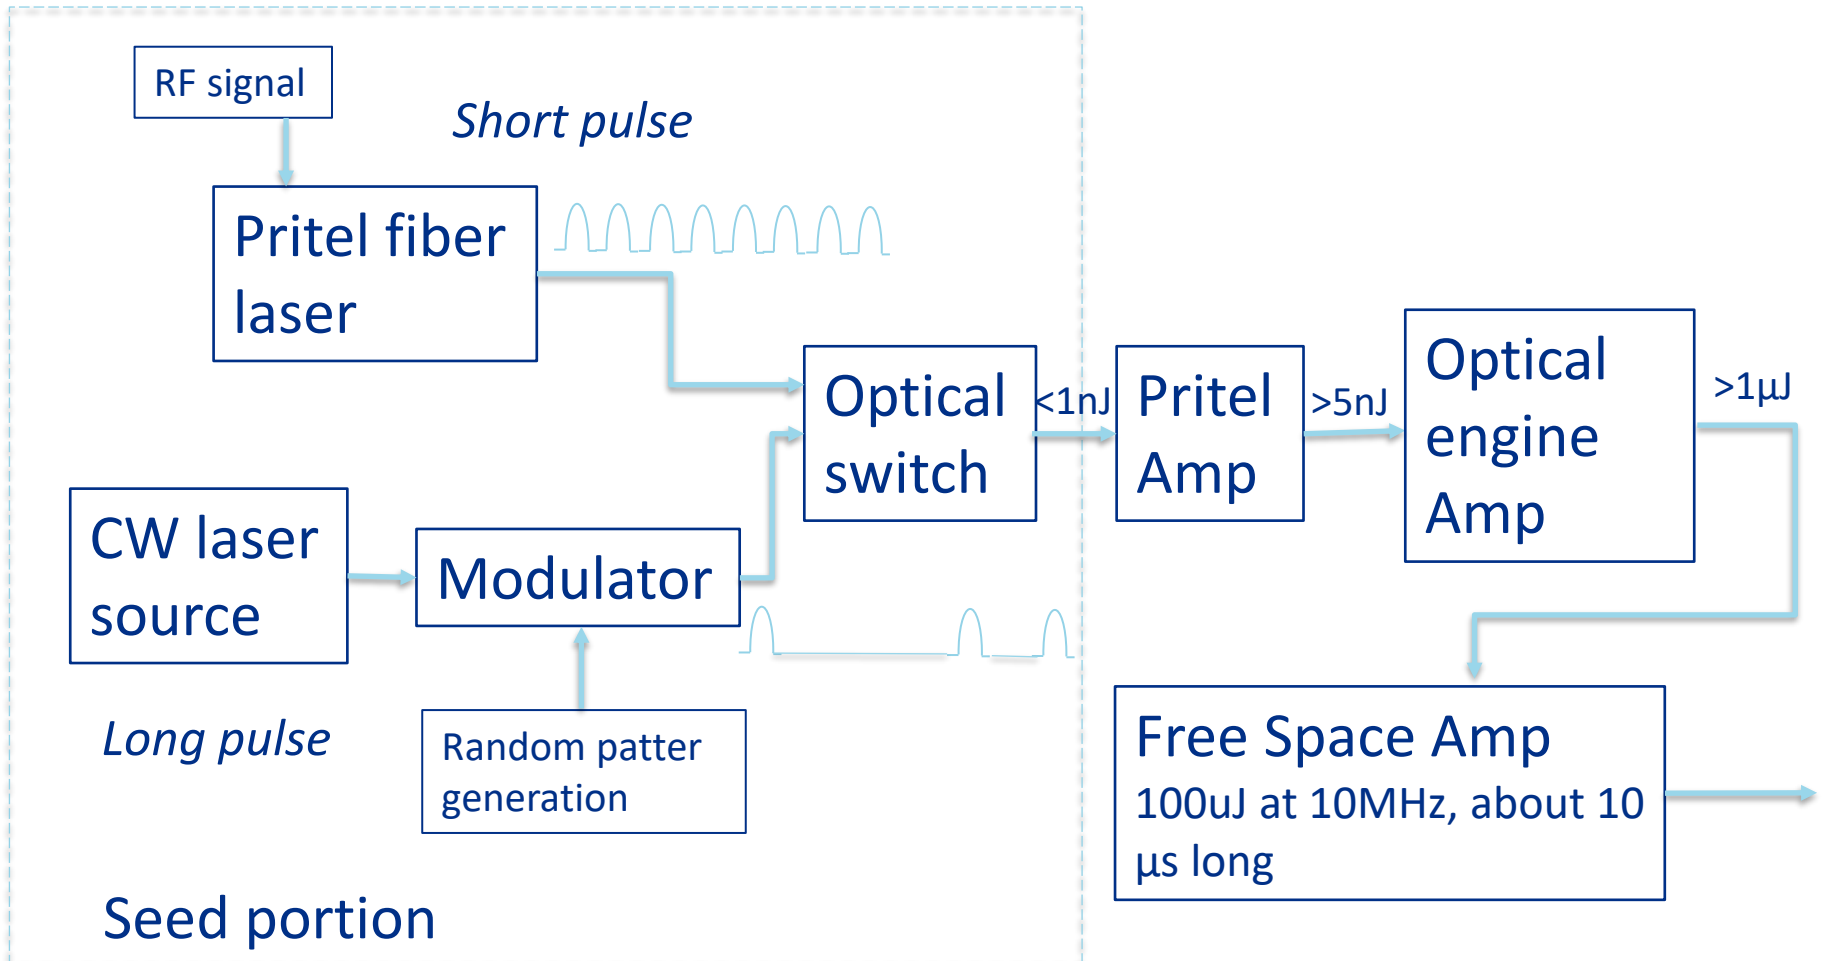 RF signal
Short pulse
Pritel fiber
laser
Optical
switch
<1nJ
Pritel
Amp
>5nJ
Optical
engine
Amp
>1µJ
CW laser
source
Modulator
Long pulse
Random patter
generation
Free Space Amp
100uJ at 10MHz, about 10
µs long
Seed portion